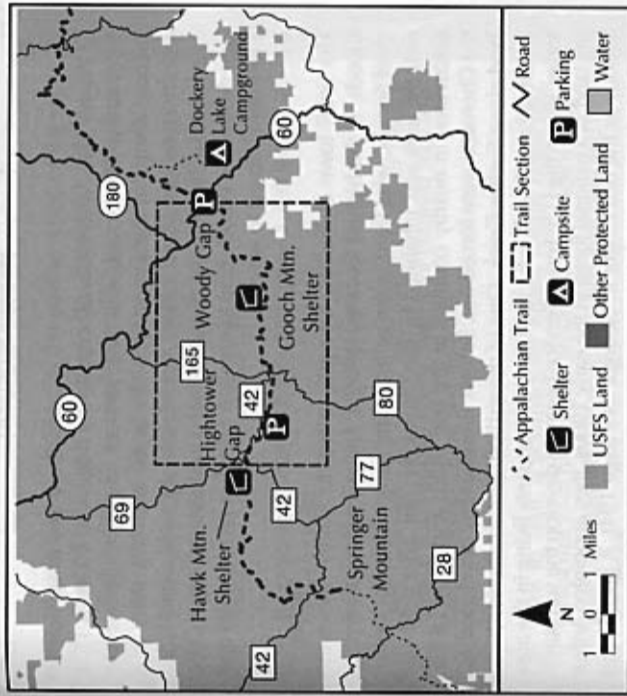 60
180
Dockery
Lake
Campground
60
P
Woody Gap
Gooch Mtn.
Shelter
165
Hightower
Gap
42
P
80
69
Hawk Mtn.
Shelter
42
77
42
Springer
Mountain
28
Appalachian Trail
Trail Section
Road
Shelter
Campsite
P Parking
USFS Land
Other Protected Land
Water
N
1 0 1 Miles